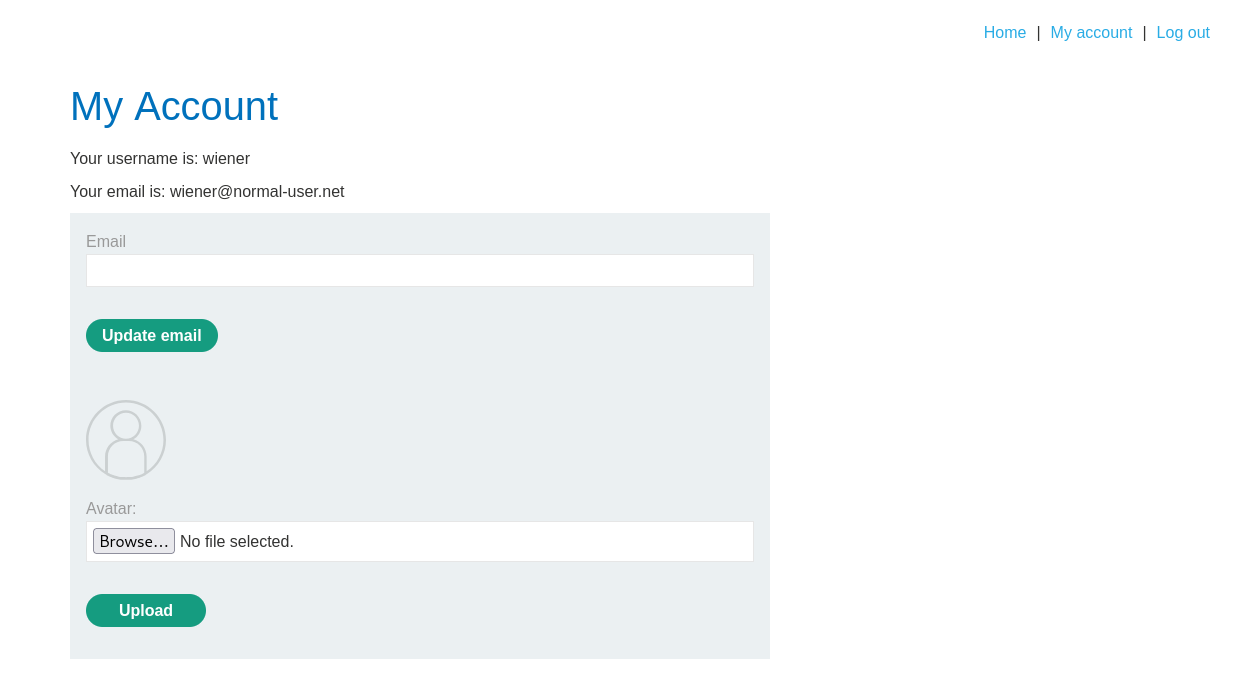 Home | My account | Log out
My Account
Your username is: wiener
Your email is: wiener@normal-user.net
Email
Update email
Avatar:
Browse... No file selected.
Upload